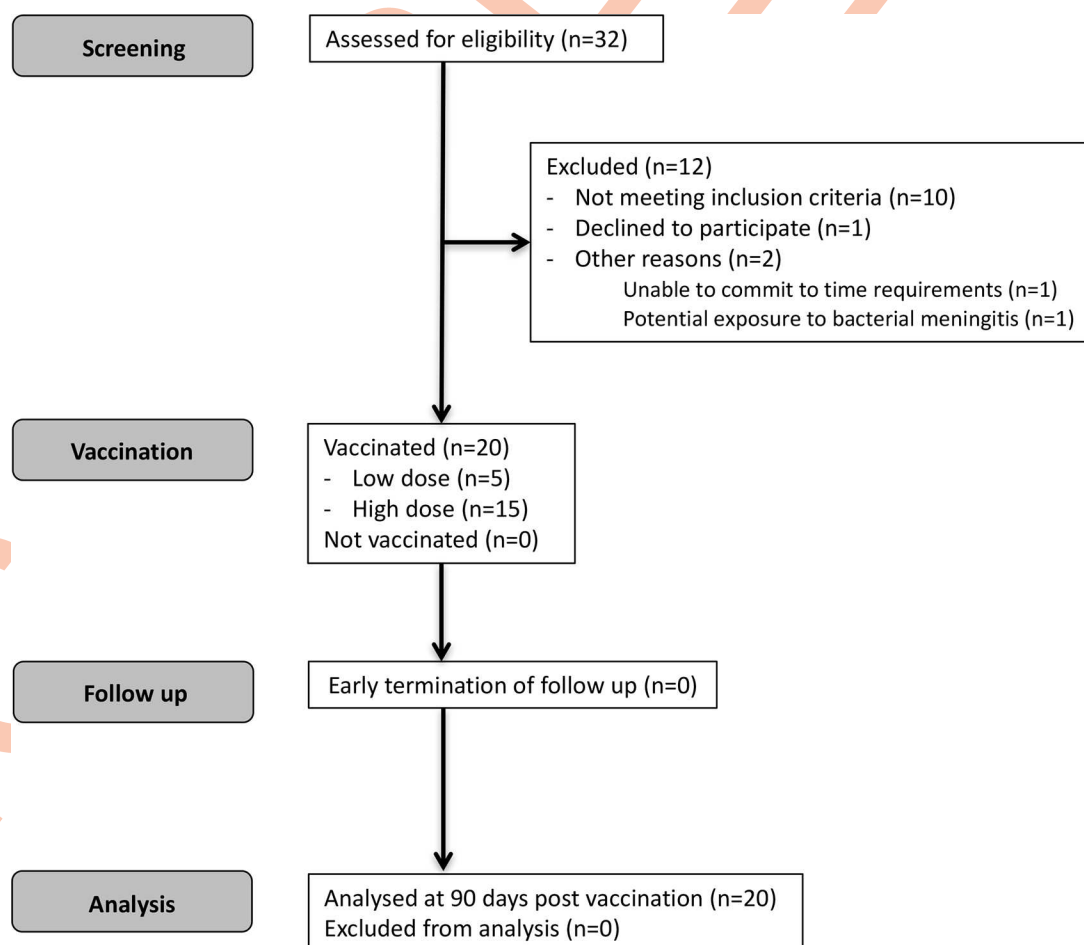 Screening
Assessed for eligibility (n=32)
Excluded (n=12)
- Not meeting inclusion criteria (n=10)
- Declined to participate (n=1)
- Other reasons (n=2)
Unable to commit to time requirements (n=1)
Potential exposure to bacterial meningitis (n=1)
Vaccination
Vaccinated (n=20)
- Low dose (n=5)
- High dose (n=15)
Not vaccinated (n=0)
Follow up
Early termination of follow up (n=0)
Analysis
Analysed at 90 days post vaccination (n=20)
Excluded from analysis (n=0)